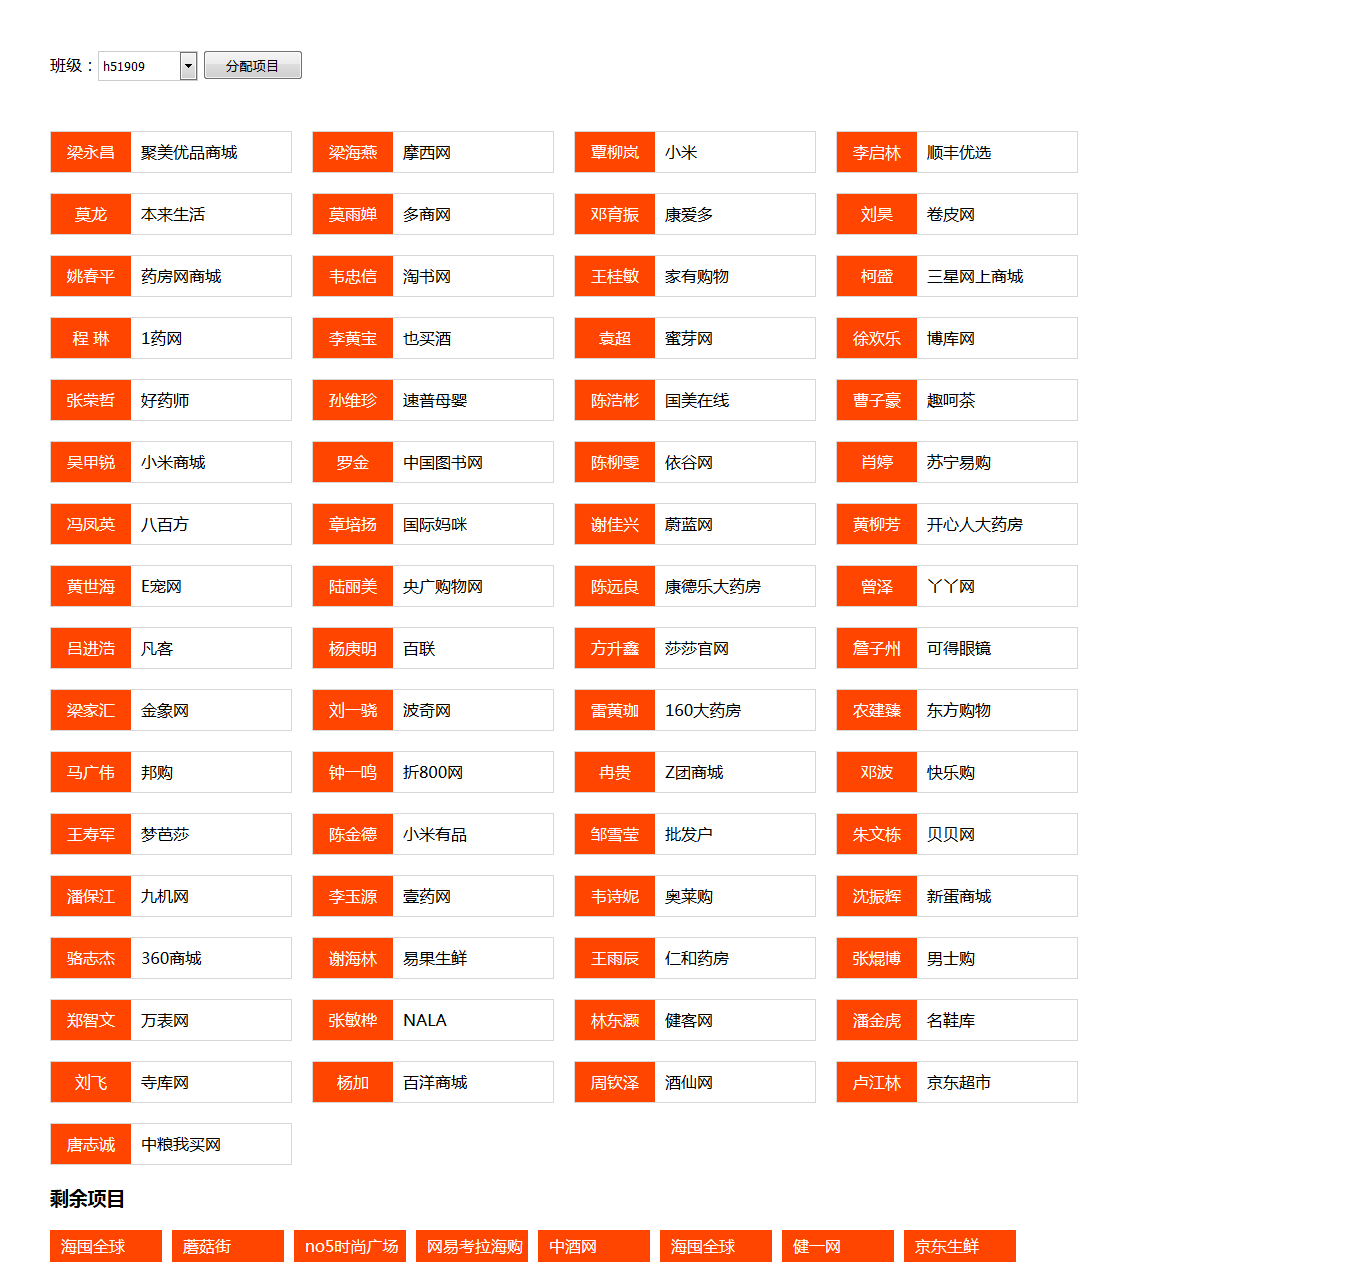 班级：h51909 分配项目
梁永昌 聚美优品商城 梁海燕 摩西网 覃柳岚 小米 李启林 顺丰优选
莫龙 本来生活 莫雨婵 多商网 邓育振 康爱多 刘昊 卷皮网
姚春平 药房网商城 韦忠信 淘书网 王桂敏 家有购物 柯盛 三星网上商城
程 琳 1药网 李黄宝 也买酒 袁超 蜜芽网 徐欢乐 博库网
张荣哲 好药师 孙维珍 速普母婴 陈浩彬 国美在线 曹子豪 趣呵茶
吴甲锐 小米商城 罗金 中国图书网 陈柳雯 依谷网 肖婷 苏宁易购
冯凤英 八百方 章培扬 国际妈咪 谢佳兴 蔚蓝网 黄柳芳 开心人大药房
黄世海 E宠网 陆丽美 央广购物网 陈远良 康德乐大药房 曾泽 丫丫网
吕进浩 凡客 杨庚明 百联 方升鑫 莎莎官网 詹子州 可得眼镜
梁家汇 金象网 刘一骁 波奇网 雷黄珈 160大药房 农建臻 东方购物
马广伟 邦购 钟一鸣 折800网 冉贵 Z团商城 邓波 快乐购
王寿军 梦芭莎 陈金德 小米有品 邹雪莹 批发户 朱文栋 贝贝网
潘保江 九机网 李玉源 壹药网 韦诗妮 奥莱购 沈振辉 新蛋商城
骆志杰 360商城 谢海林 易果生鲜 王雨辰 仁和药房 张焜博 男士购
郑智文 万表网 张敏桦 NALA 林东灏 健客网 潘金虎 名鞋库
刘飞 寺库网 杨加 百洋商城 周钦泽 酒仙网 卢江林 京东超市
唐志诚 中粮我买网
剩余项目
海囤全球 蘑菇街 no5时尚广场 网易考拉海购 中酒网 海囤全球 健一网 京东生鲜